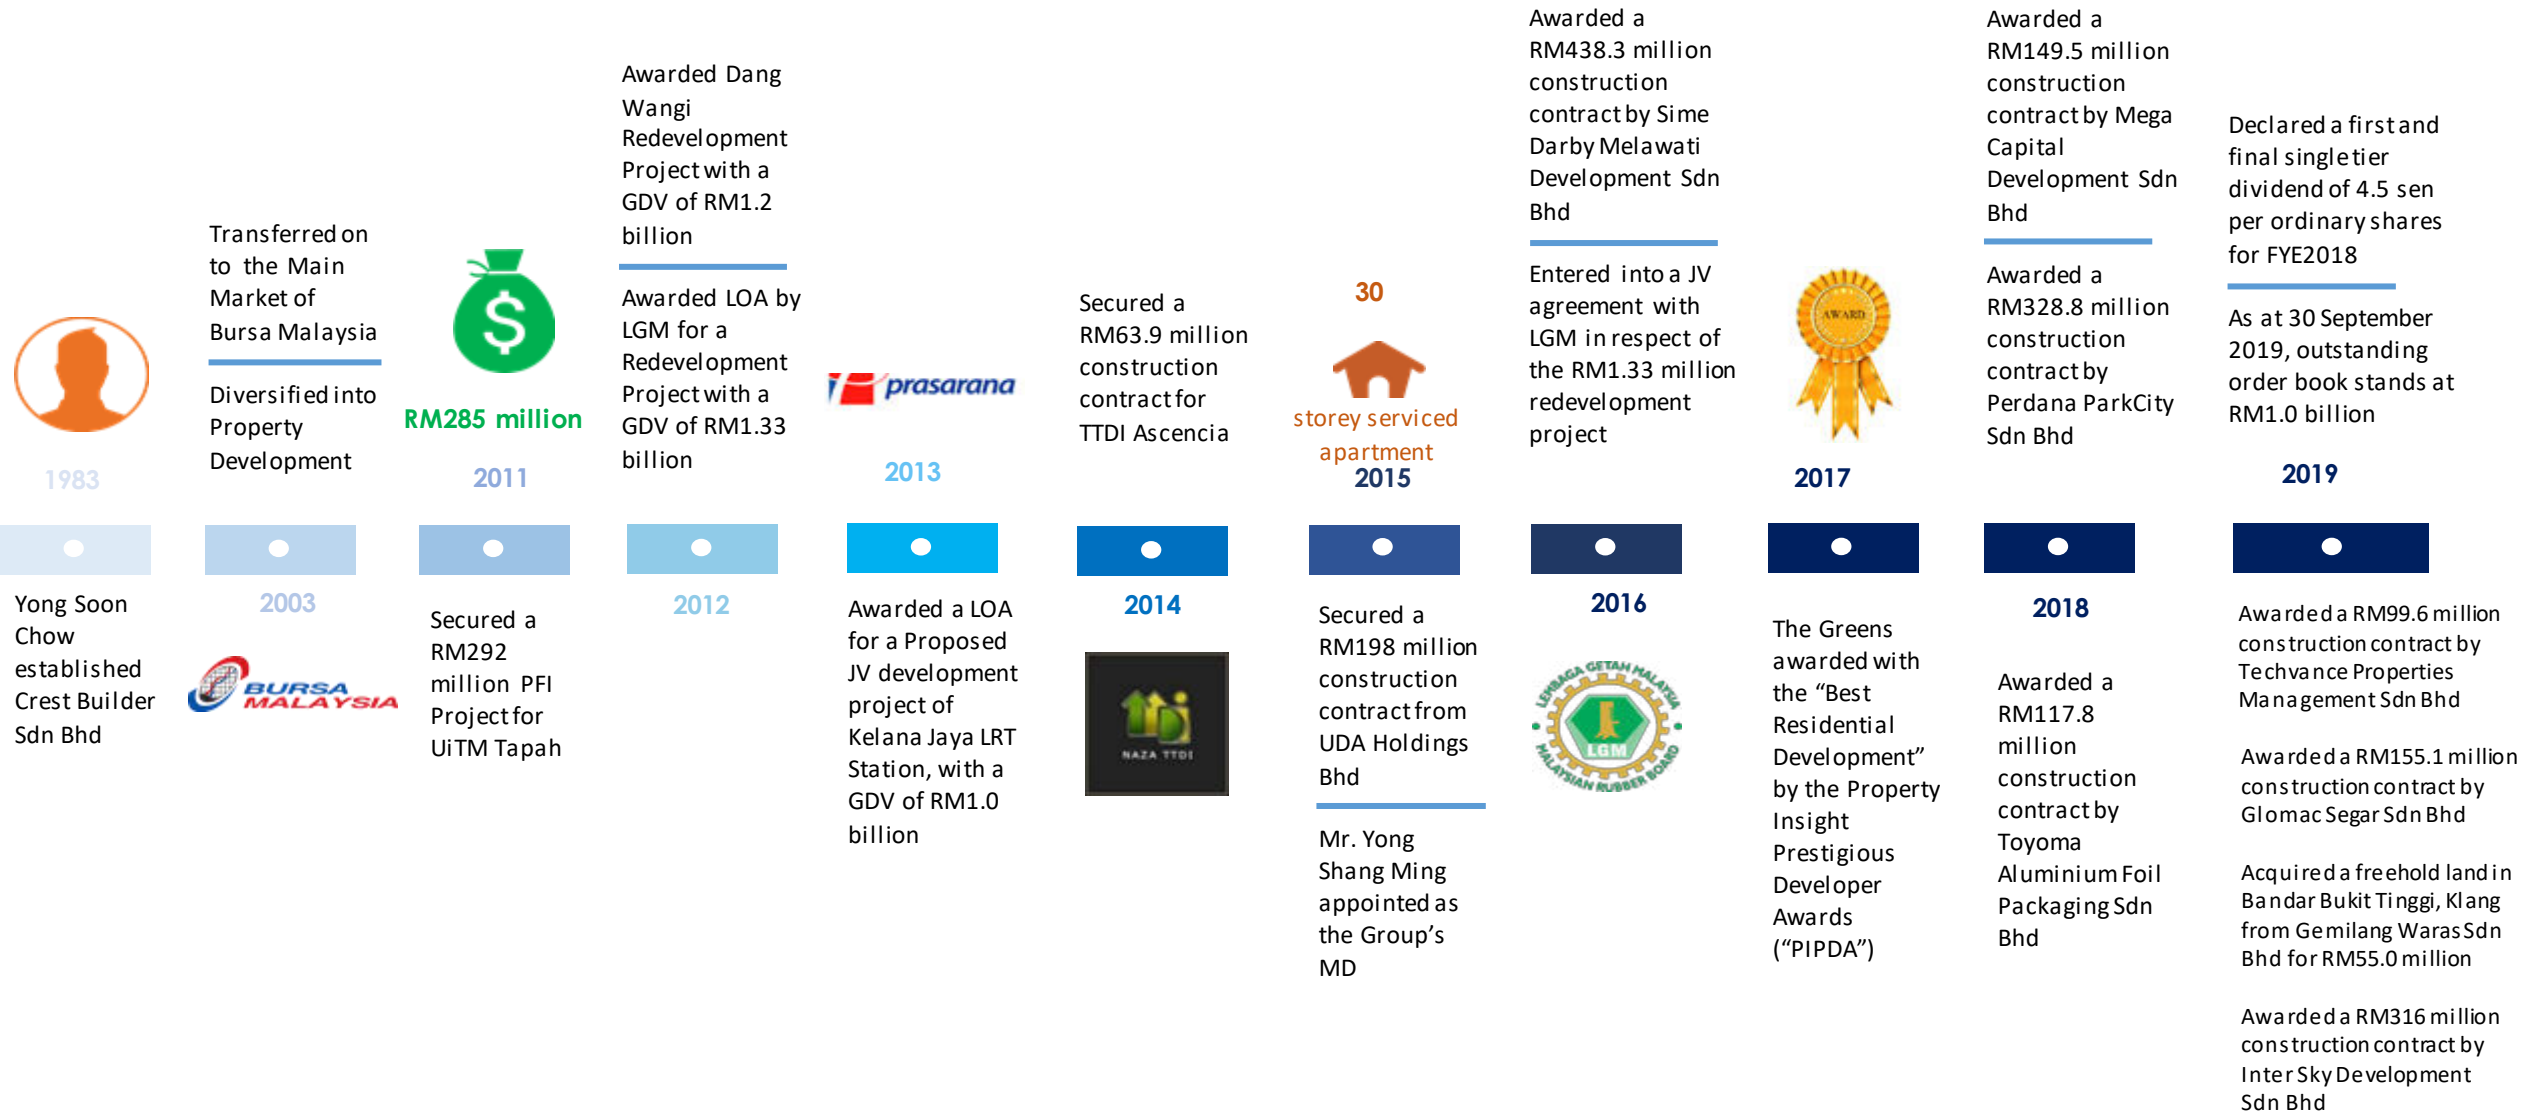 1983
Yong Soon
Chow
established
Crest Builder
Sdn Bhd
Transferred on
to the Main
Market of
Bursa Malaysia
Diversified into
Property
Development
2003
BURSA
MALAYSIA
$
RM285 million
2011
Secured a
RM292
million PFI
Project for
UiTM Tapah
Awarded Dang
Wangi
Redevelopment
Project with a
GDV of RM1.2
billion
Awarded LOA by
LGM for a
Redevelopment
Project with a
GDV of RM1.33
billion
2012
prasarana
2013
Awarded a LOA
for a Proposed
JV development
project of
Kelana Jaya LRT
Station, with a
GDV of RM1.0
billion
Secured a
RM63.9 million
construction
contract for
TTDI Ascencia
2014
NAZA TTDI
30
storey serviced
apartment
2015
Secured a
RM198 million
construction
contract from
UDA Holdings
Bhd
Mr. Yong
Shang Ming
appointed as
the Group’s
MD
Awarded a
RM438.3 million
construction
contract by Sime
Darby Melawati
Development Sdn
Bhd
Entered into a JV
agreement with
LGM in respect of
the RM1.33 million
redevelopment
project
2016
LEMBAGA GETAH MALAYSIA
LGM
MALAYSIAN RUBBER BOARD
AWARD
2017
The Greens
awarded with
the “Best
Residential
Development”
by the Property
Insight
Prestigious
Developer
Awards
(“PIPDA”)
Awarded a
RM149.5 million
construction
contract by Mega
Capital
Development Sdn
Bhd
Awarded a
RM328.8 million
construction
contract by
Perdana ParkCity
Sdn Bhd
2018
Awarded a
RM117.8
million
construction
contract by
Toyoma
Aluminium Foil
Packaging Sdn
Bhd
Declared a first and
final single tier
dividend of 4.5 sen
per ordinary shares
for FYE2018
As at 30 September
2019, outstanding
order book stands at
RM1.0 billion
2019
Awarded a RM99.6 million
construction contract by
Techvance Properties
Management Sdn Bhd
Awarded a RM155.1 million
construction contract by
Glomac Segar Sdn Bhd
Acquired a freehold land in
Bandar Bukit Tinggi, Klang
from Gemilang Waras Sdn
Bhd for RM55.0 million
Awarded a RM316 million
construction contract by
Inter Sky Development
Sdn Bhd